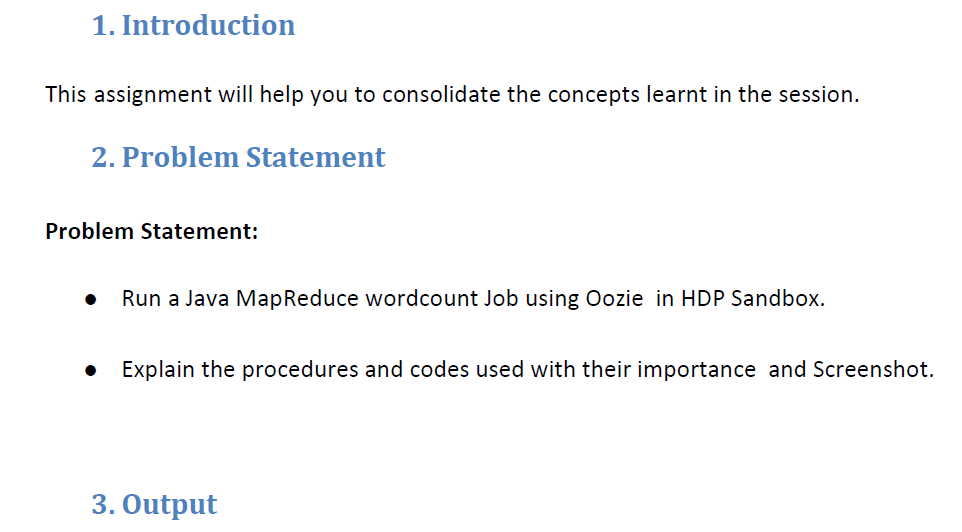 1. Introduction
This assignment will help you to consolidate the concepts learnt in the session.
2. Problem Statement
Problem Statement:
● Run a Java MapReduce wordcount Job using Oozie  in HDP Sandbox.
● Explain the procedures and codes used with their importance  and Screenshot.
3. Output